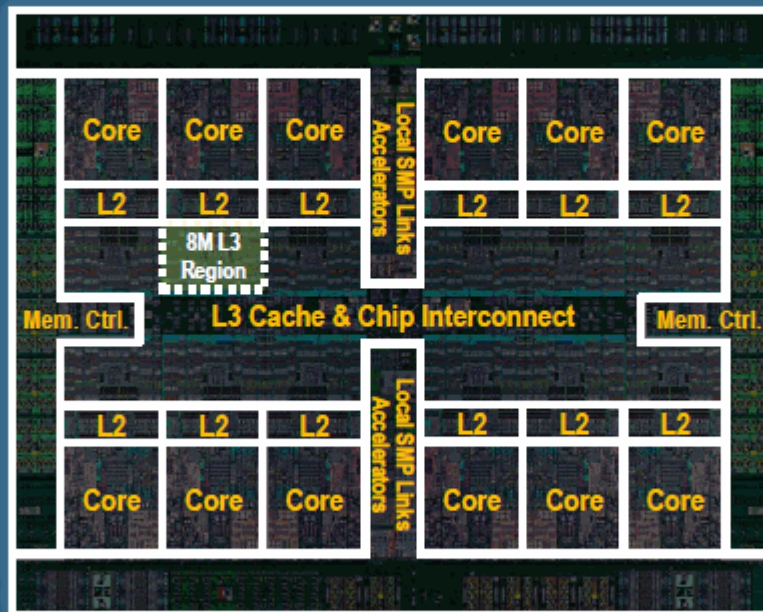 Core Core Core Core Core Core
Local SMP Links
Accelerators
L2 L2 L2 L2 L2 L2
8M L3
Region
Mem. Ctrl. L3 Cache & Chip Interconnect Mem. Ctrl.
Local SMP Links
Accelerators
L2 L2 L2 L2 L2 L2
Core Core Core Core Core Core